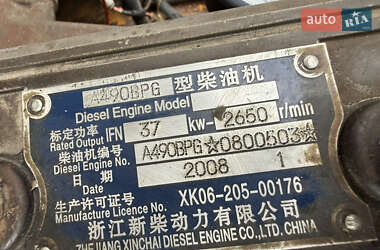 auto RIA
A490BPG 型柴油机
Diesel Engine Model
标定功率 IFN 37 kw- 2650 r/min
Rated Output
柴油机编号 A490BPG☆0800503☆
Diesel Engine No.
日期 2008 1
Date
生产许可证号 XK06-205-00176
Manufacture Licence No.
浙江新柴动力有限公司
ZHEJIANG XINCHAI DIESEL ENGINE CO.,LTD.CHINA